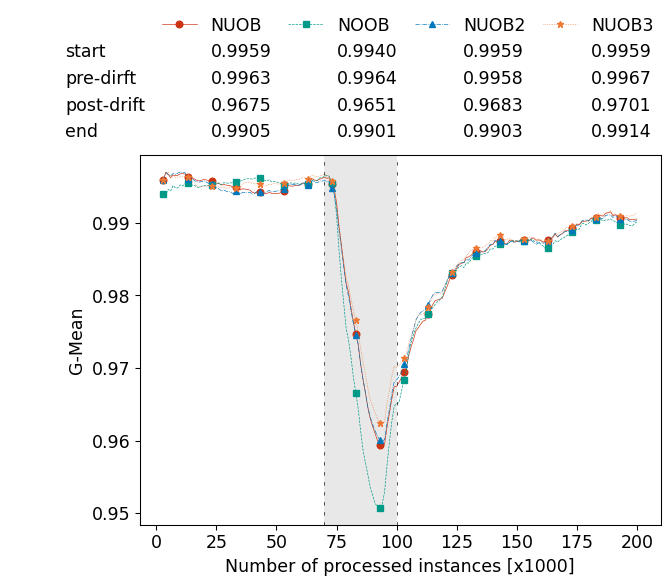 NUOB NOOB NUOB2 NUOB3
start 0.9959 0.9940 0.9959 0.9959
pre-dirft 0.9963 0.9964 0.9958 0.9967
post-drift 0.9675 0.9651 0.9683 0.9701
end 0.9905 0.9901 0.9903 0.9914
0.99
0.98
0.97
0.96
0.95
G-Mean
0 25 50 75 100 125 150 175 200
Number of processed instances [x1000]